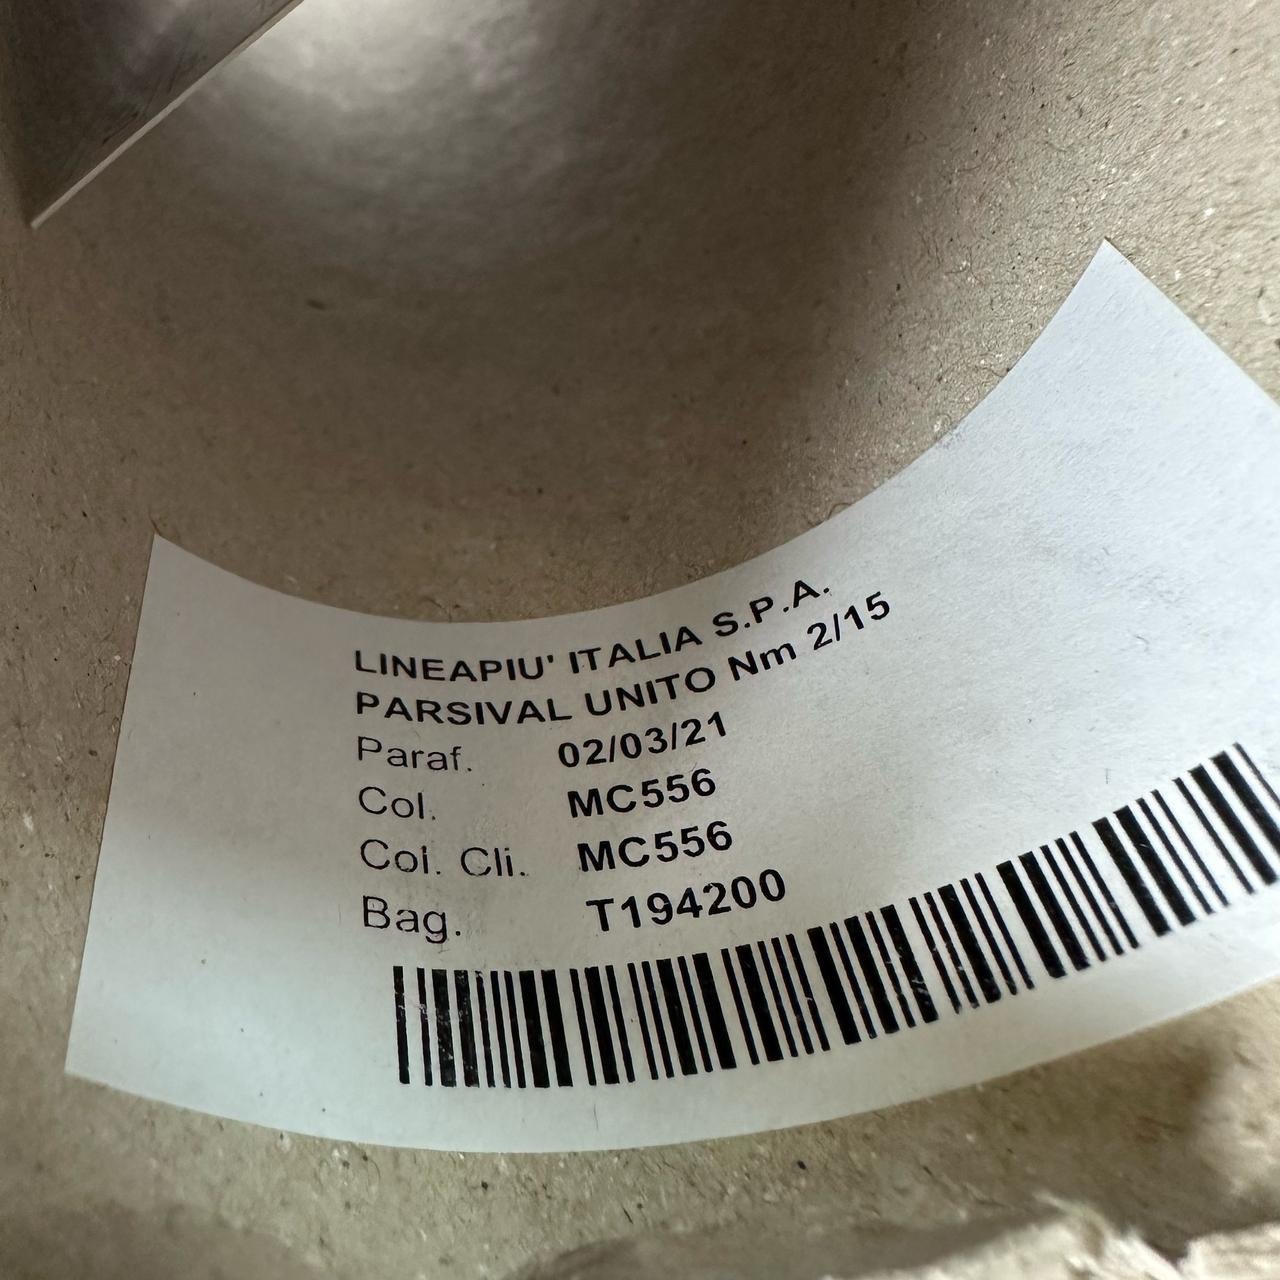 LINEAPIU' ITALIA S.P.A.
PARSIVAL UNITO Nm 2/15
Paraf. 02/03/21
Col. MC556
Col. Cli. MC556
Bag. T194200